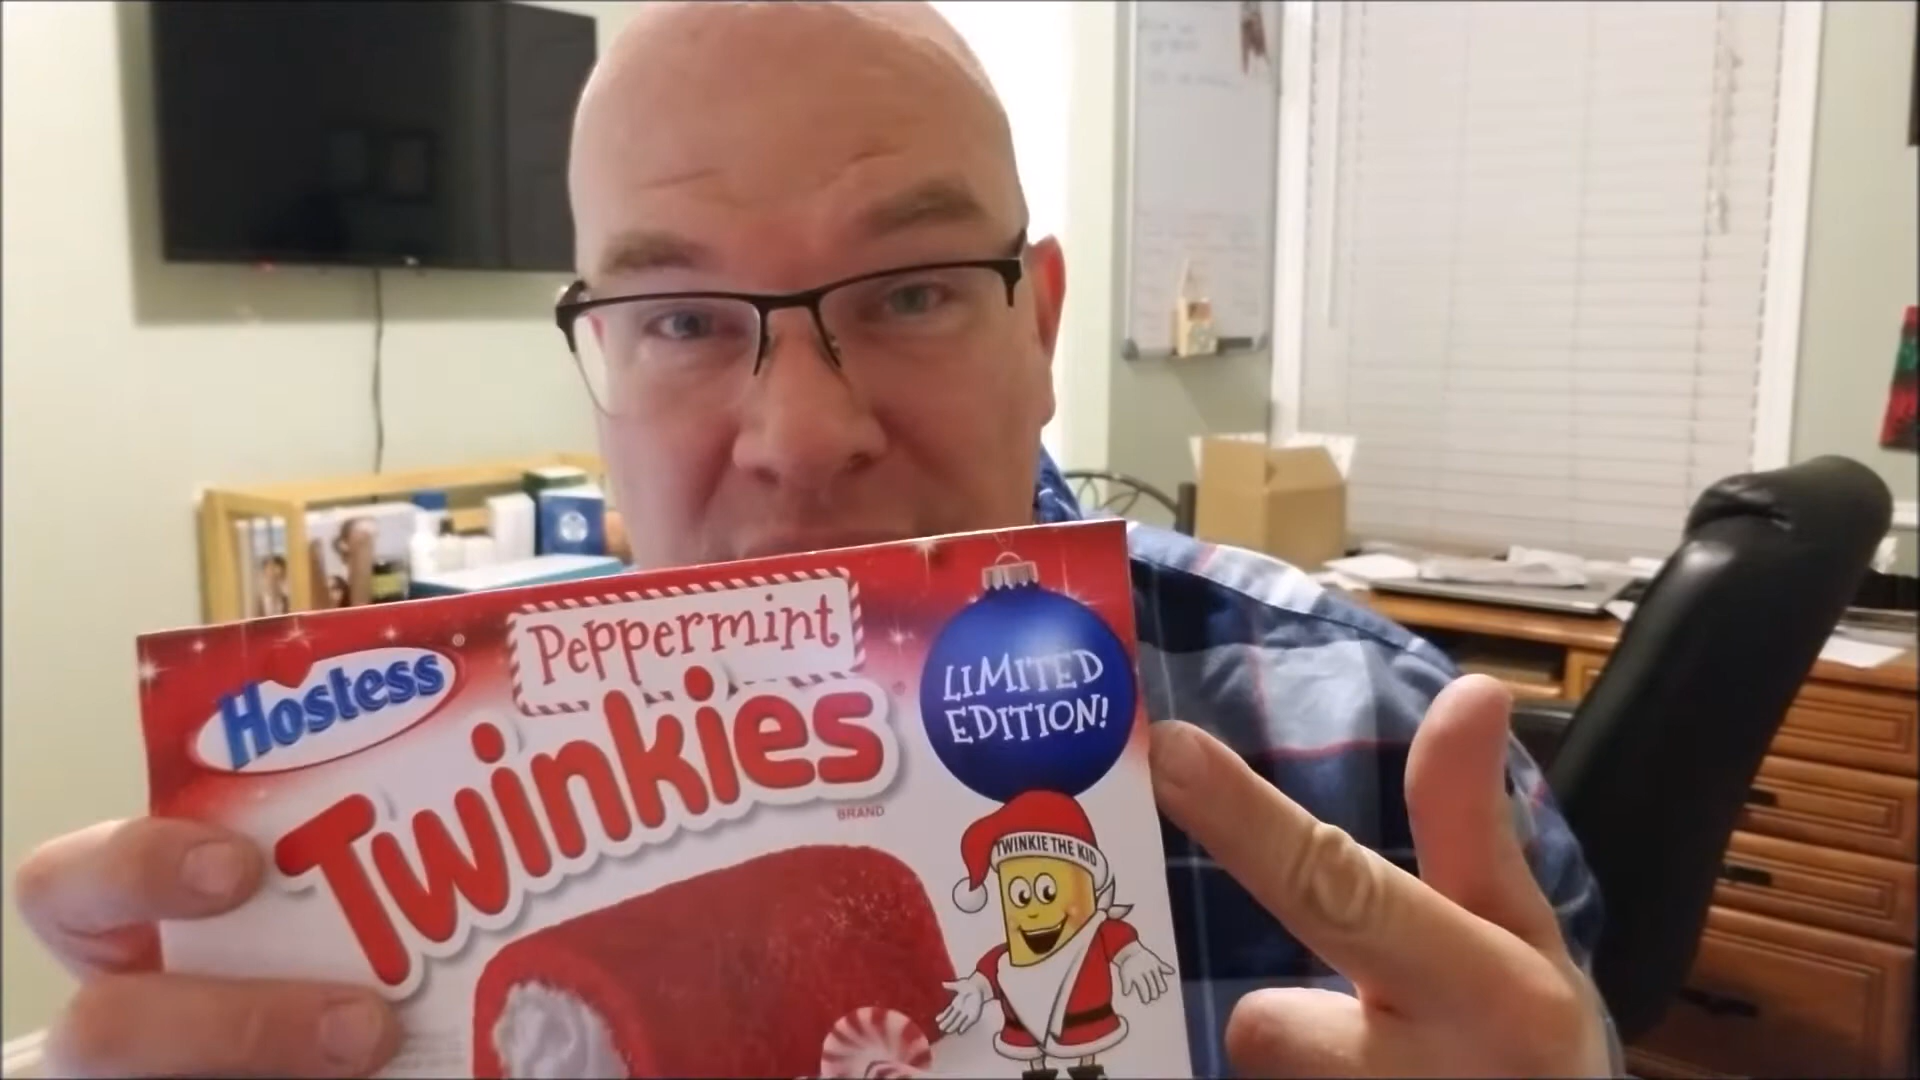 Peppermint
Hostess
Twinkies
BRAND
LIMITED
EDITION!
TWINKIE THE KID